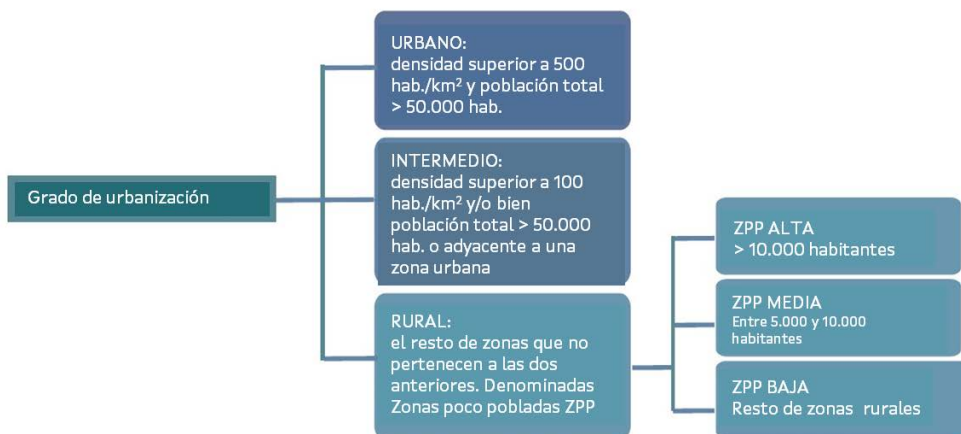 Grado de urbanización
URBANO:
densidad superior a 500
hab./km² y población total
> 50.000 hab.
INTERMEDIO:
densidad superior a 100
hab./km² y/o bien
población total > 50.000
hab. o adyacente a una
zona urbana
RURAL:
el resto de zonas que no
pertenecen a las dos
anteriores. Denominadas
Zonas poco pobladas ZPP
ZPP ALTA
> 10.000 habitantes
ZPP MEDIA
Entre 5.000 y 10.000
habitantes
ZPP BAJA
Resto de zonas rurales